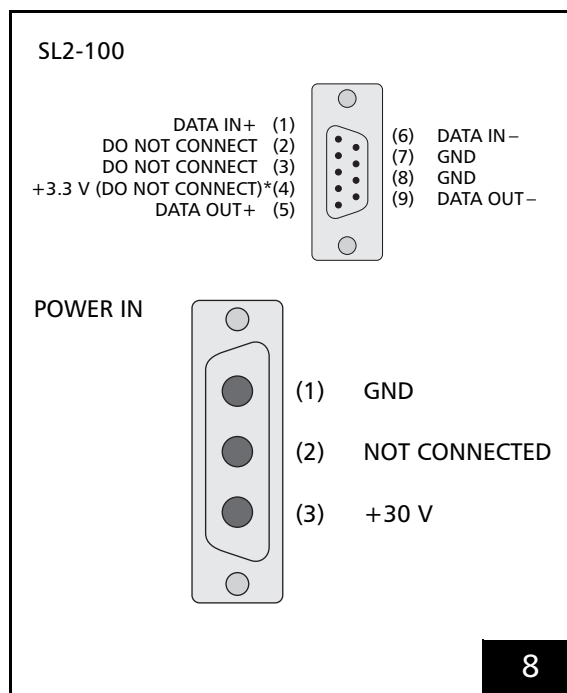 SL2-100
DATA IN+ (1)
DO NOT CONNECT (2)
DO NOT CONNECT (3)
+3.3 V (DO NOT CONNECT)*(4)
DATA OUT+ (5)
(6) DATA IN−
(7) GND
(8) GND
(9) DATA OUT−
POWER IN
(1) GND
(2) NOT CONNECTED
(3) +30 V
8